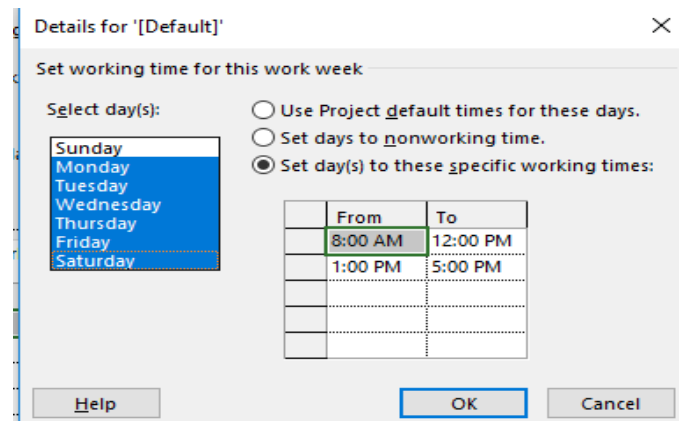 Details for '[Default]'
Set working time for this work week
Select day(s):
Use Project default times for these days.
Set days to nonworking time.
Set day(s) to these specific working times:
Sunday
Monday
Tuesday
Wednesday
Thursday
Friday
Saturday
From To
8:00 AM 12:00 PM
1:00 PM 5:00 PM
Help OK Cancel